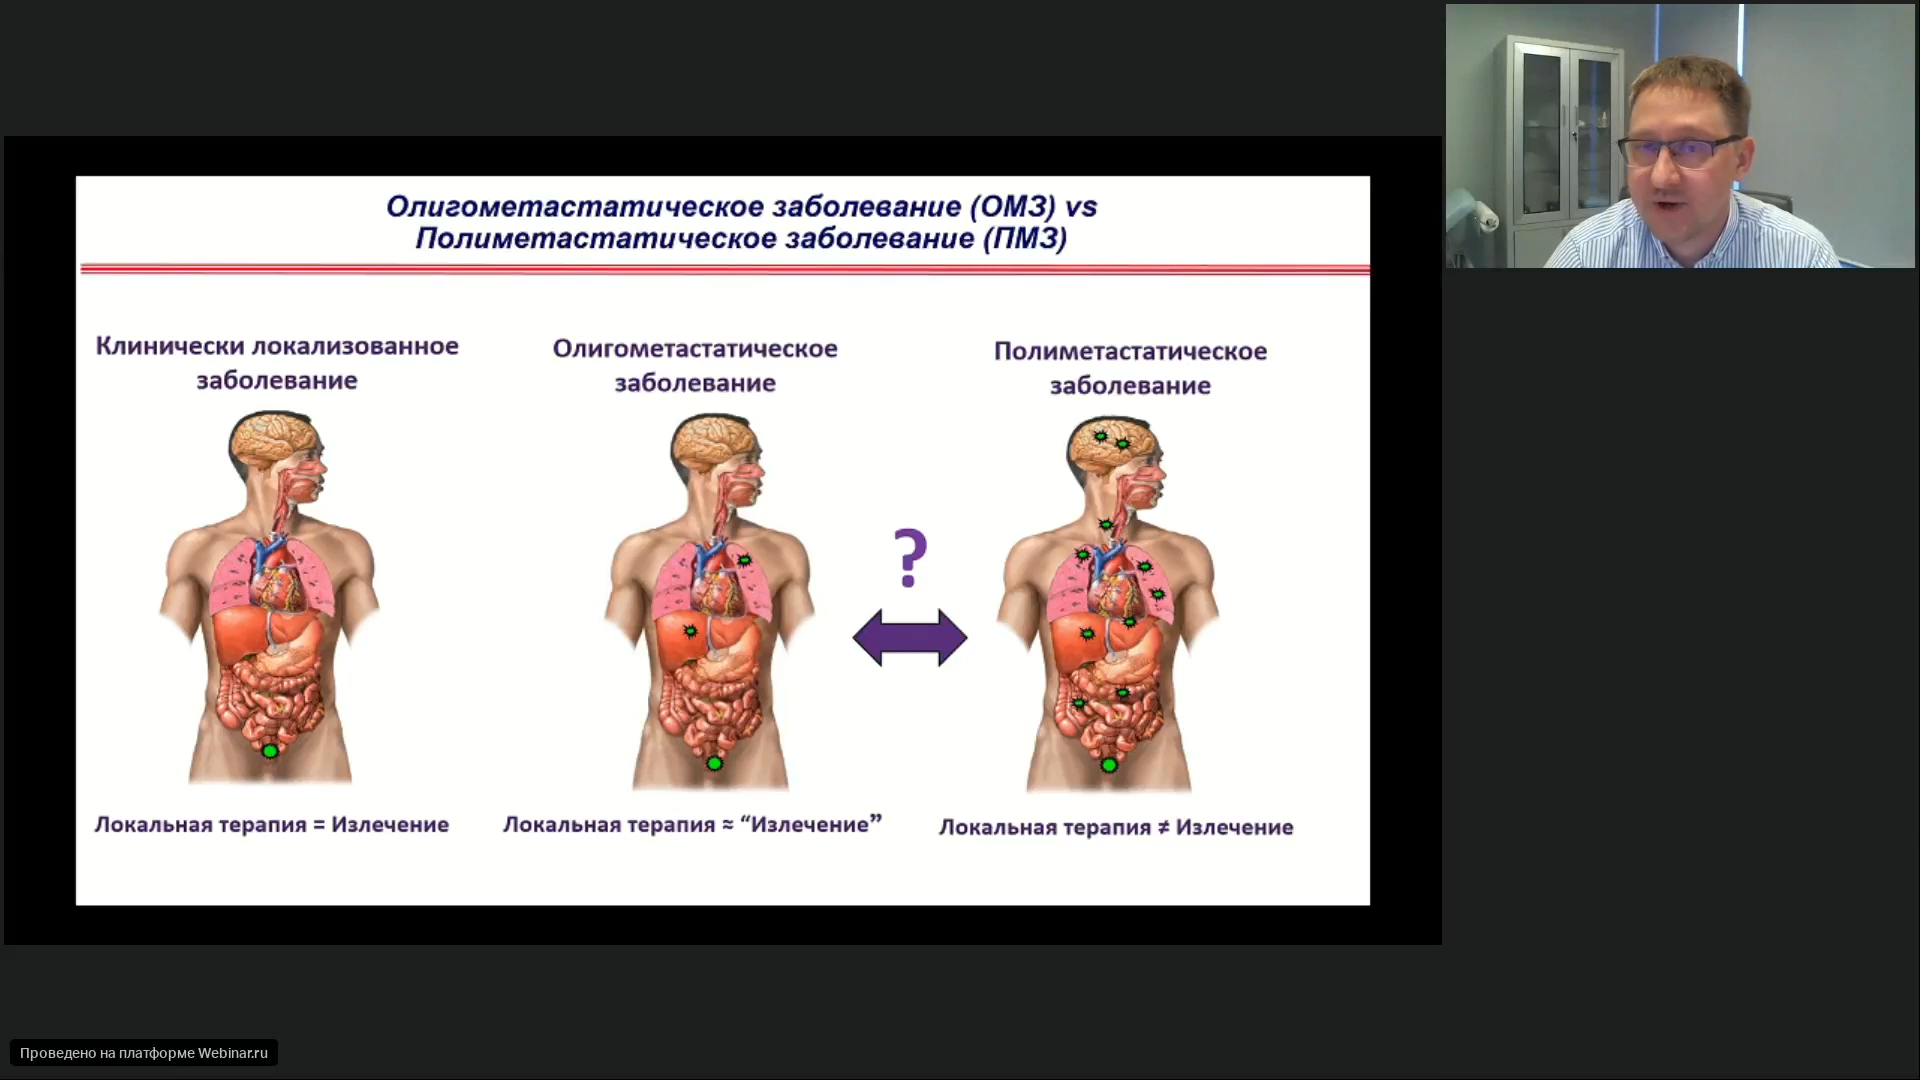 Олигометастатическое заболевание (ОМЗ) vs
Полиметастатическое заболевание (ПМЗ)
Клинически локализованное
заболевание
Олигометастатическое
заболевание
Полиметастатическое
заболевание
?
Локальная терапия = Излечение
Локальная терапия ≈ “Излечение”
Локальная терапия ≠ Излечение
Проведено на платформе Webinar.ru